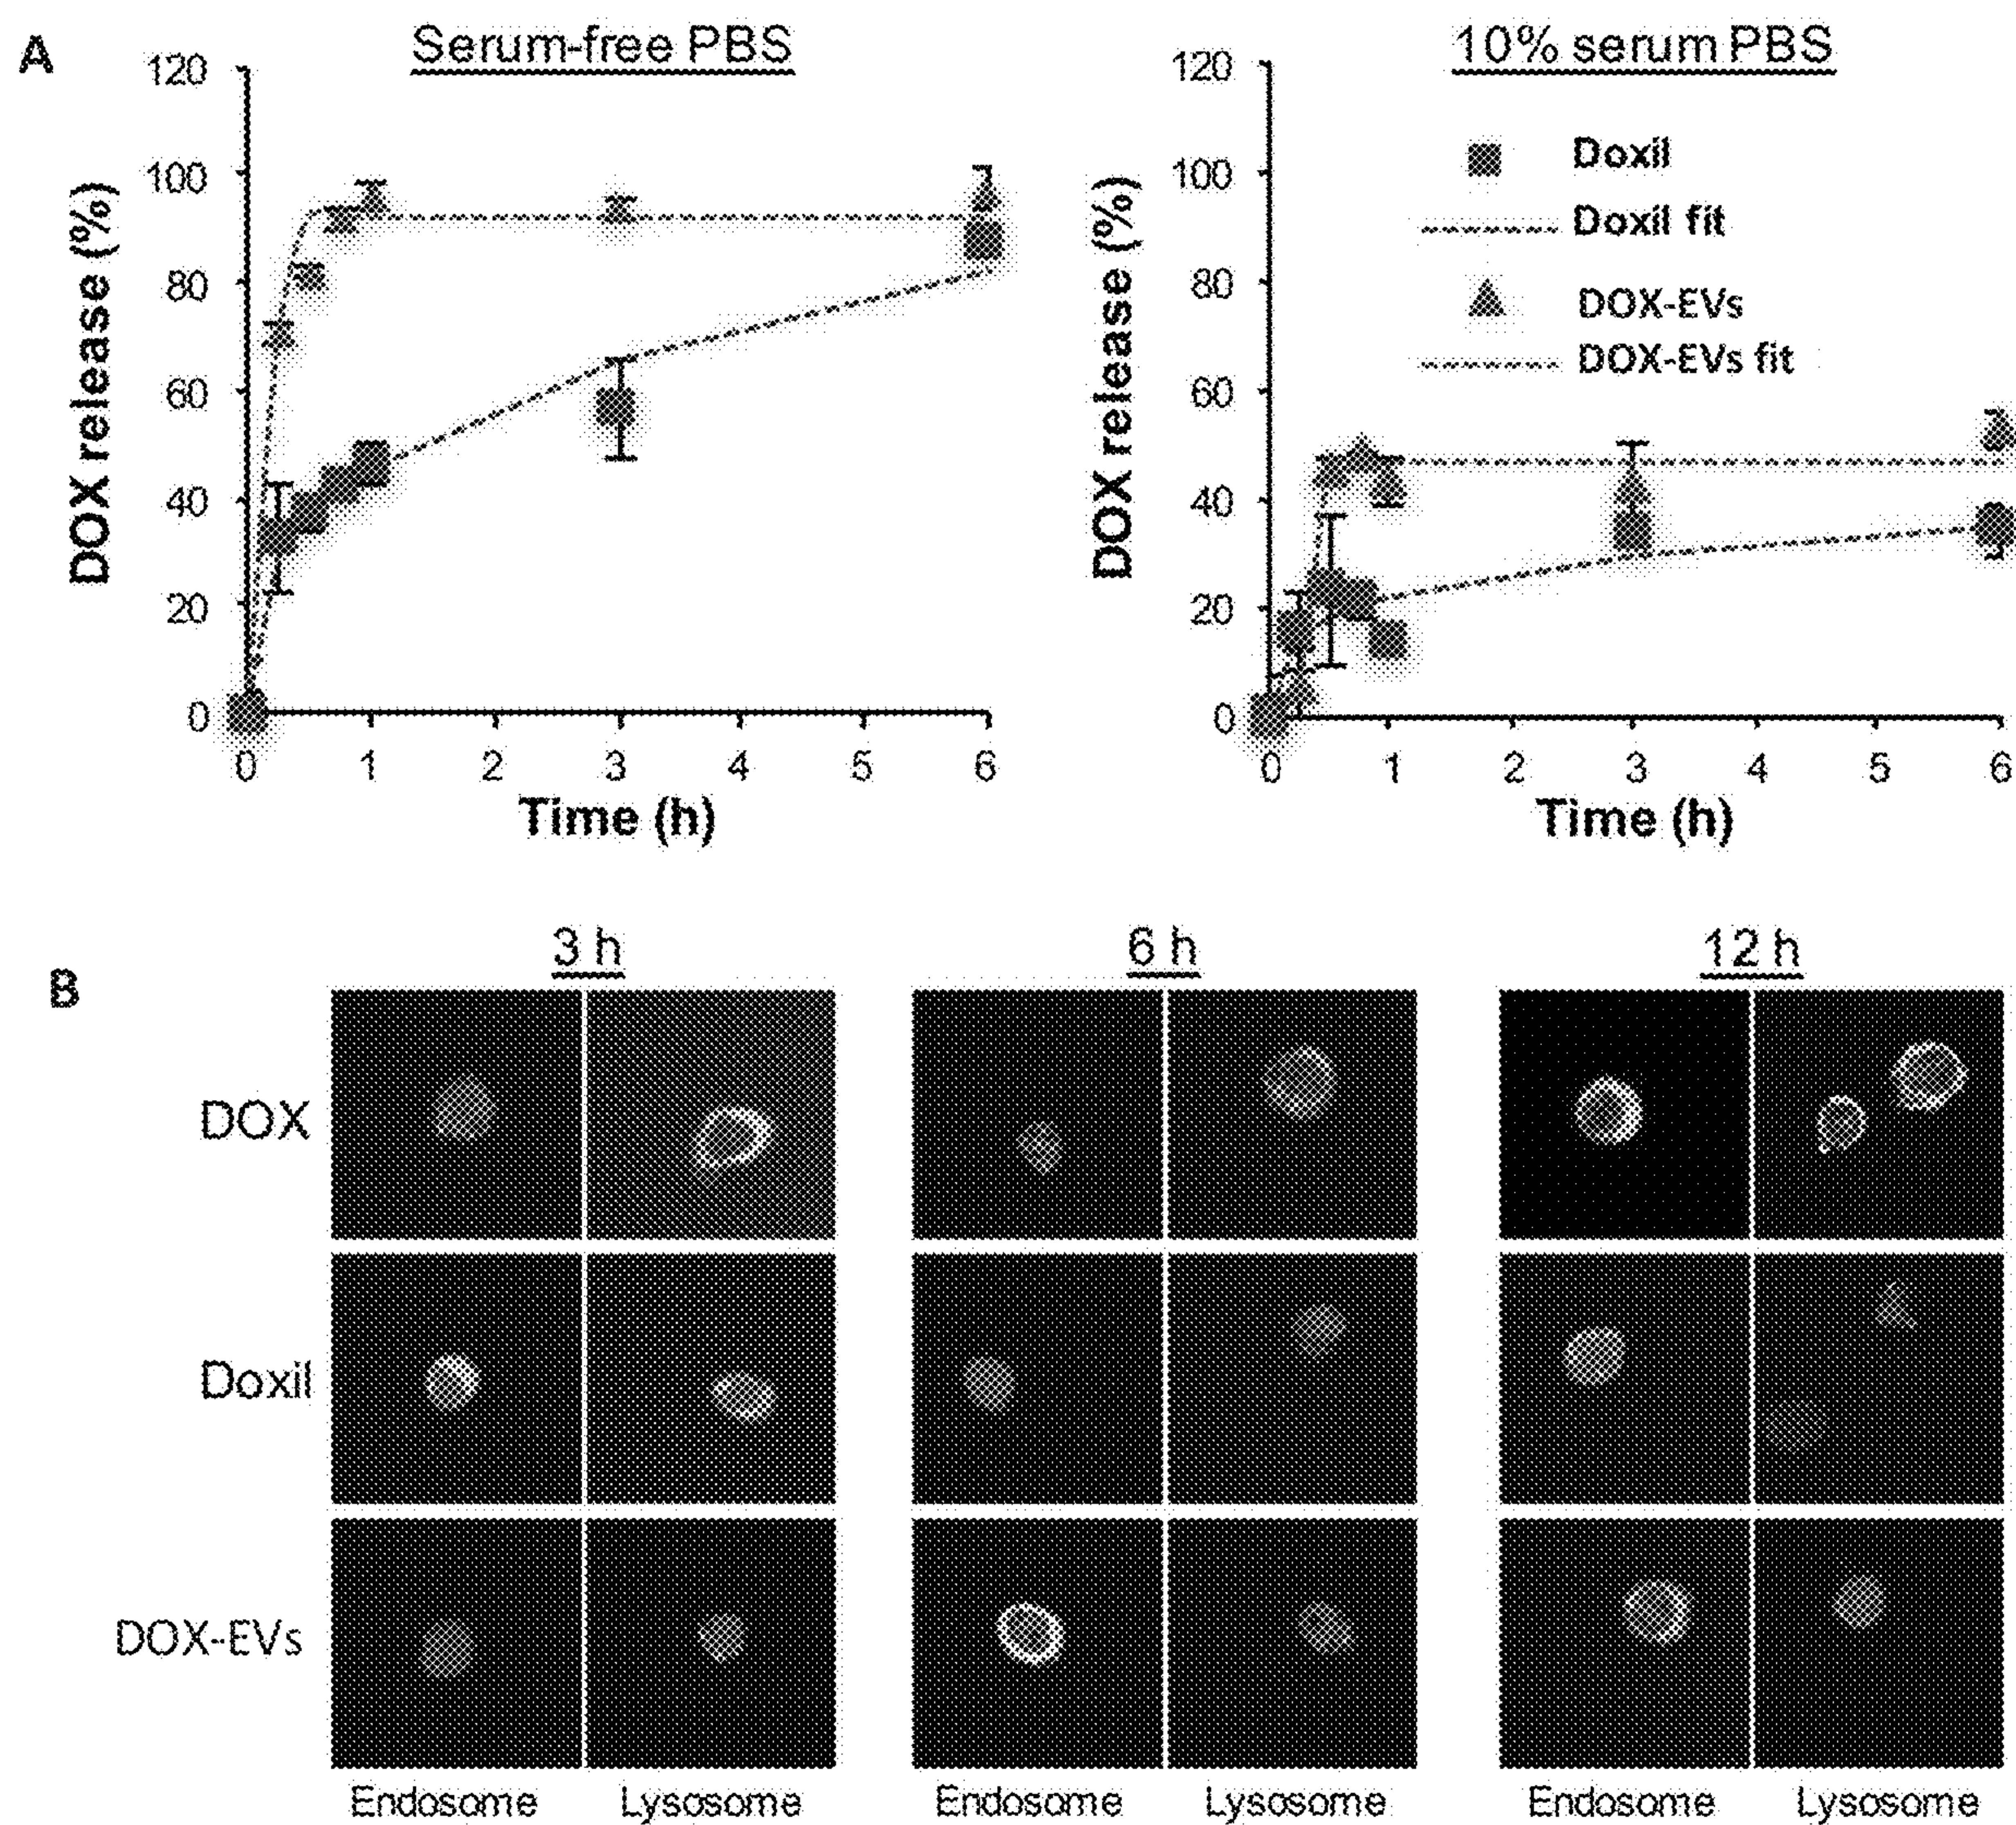 A
Serum-free PBS
120
100
80
60
40
20
0
DOX release (%)
0 1 2 3 4 5 6
Time (h)
10% serum PBS
120
100
80
60
40
20
0
DOX release (%)
Doxil
Doxil fit
DOX-EVs
DOX-EVs fit
0 1 2 3 4 5 6
Time (h)
B
3 h 6 h 12 h
DOX
Doxil
DOX-EVs
Endosome Lysosome Endosome Lysosome Endosome Lysosome